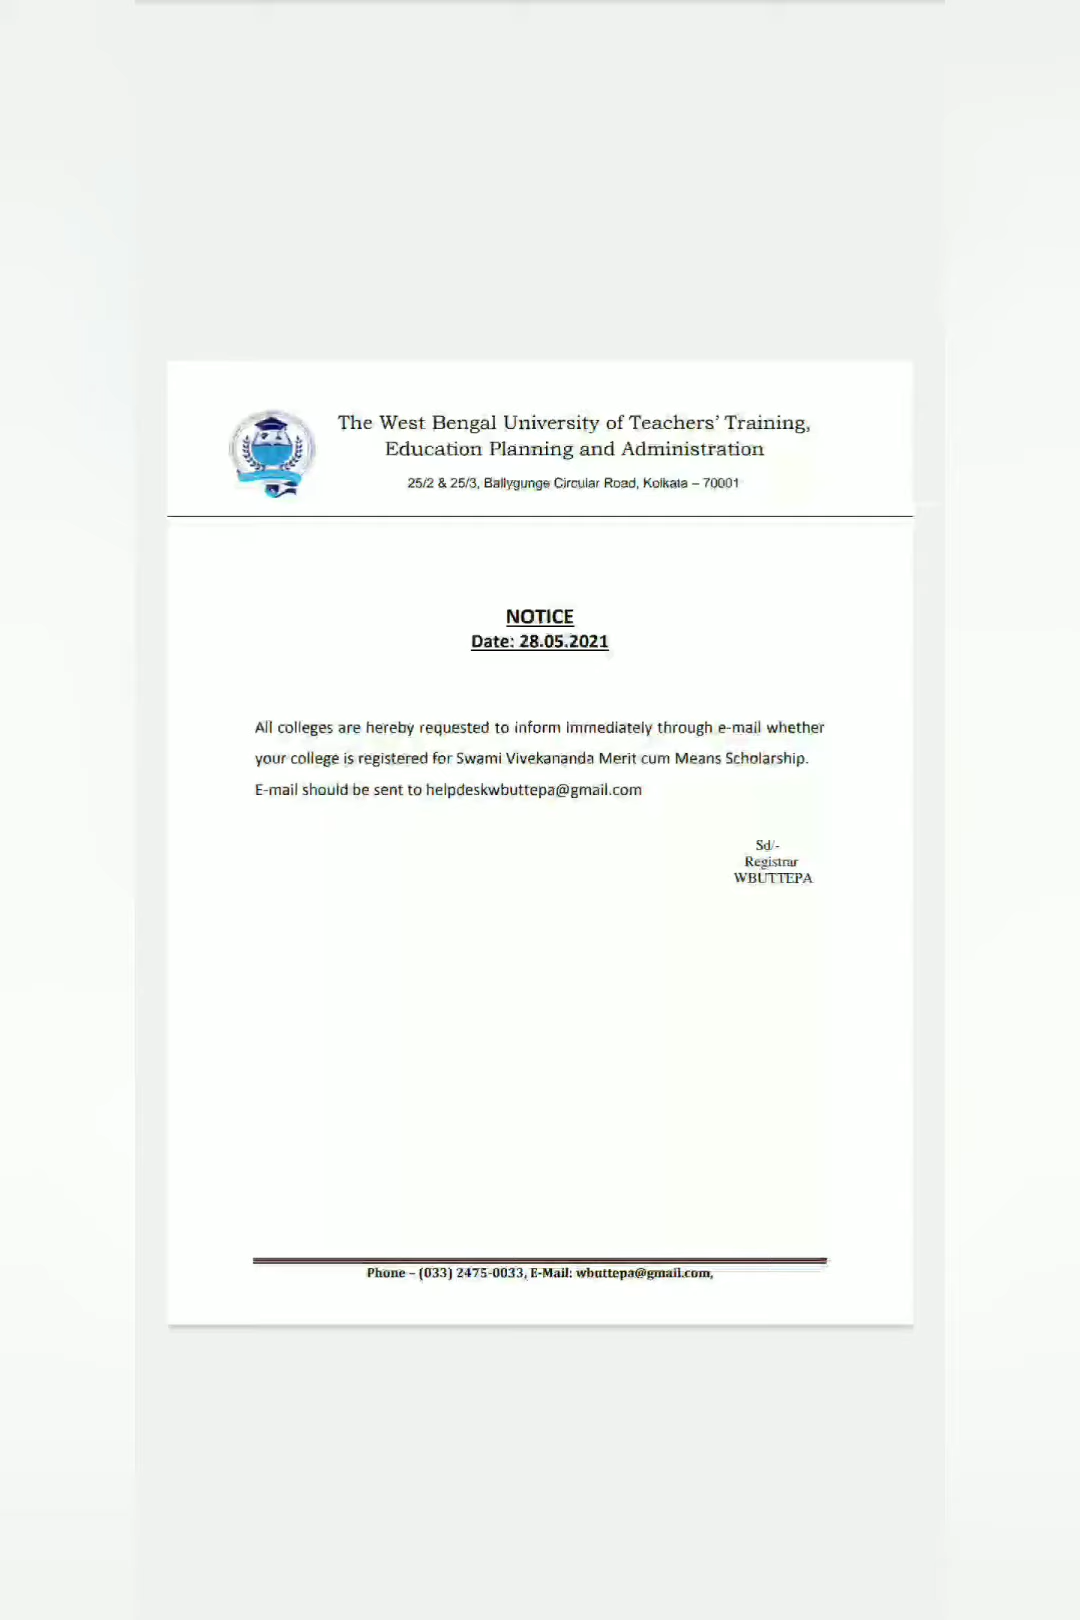 The West Bengal University of Teachers' Training,
Education Planning and Administration
25/2 & 25/3, Ballygunge Circular Road, Kolkata – 70001
NOTICE
Date: 28.05.2021
All colleges are hereby requested to inform immediately through e-mail whether
your college is registered for Swami Vivekananda Merit cum Means Scholarship.
E-mail should be sent to helpdeskwbuttepa@gmail.com
Sd/-
Registrar
WBUTTEPA
Phone – (033) 2475-0033, E-Mail: wbuttepa@gmail.com,